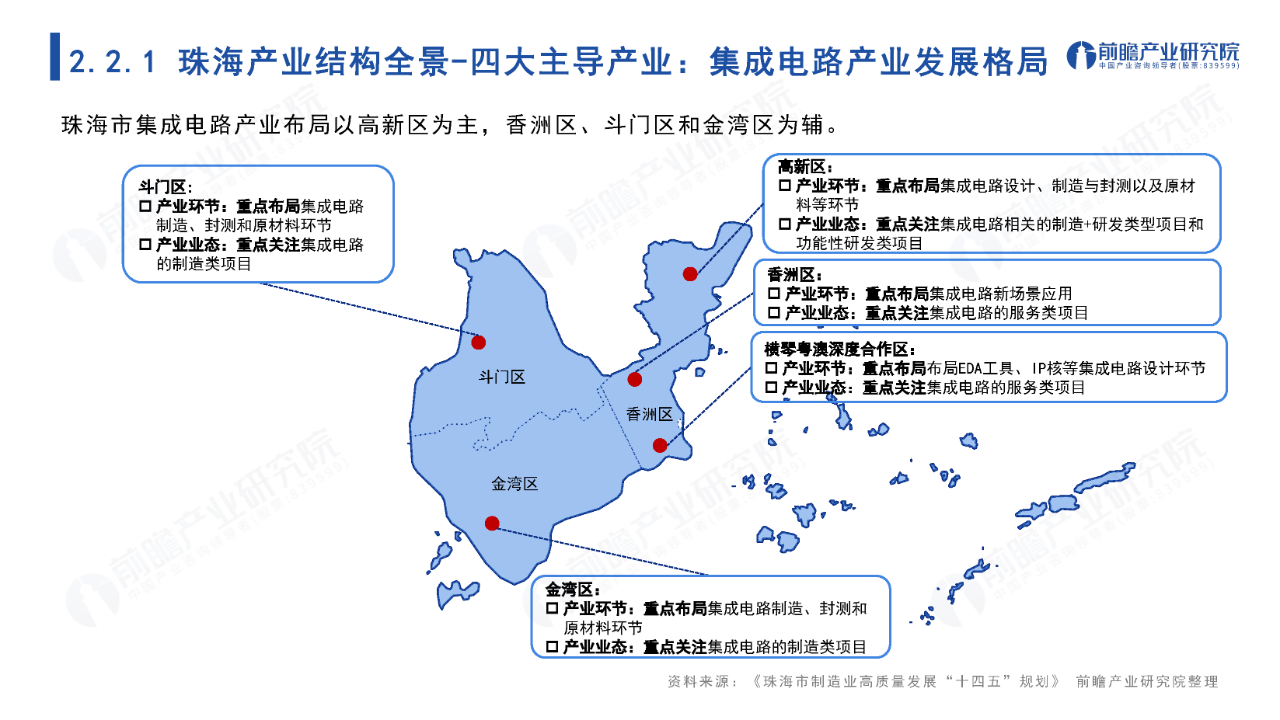 2.2.1 珠海产业结构全景-四大主导产业：集成电路产业发展格局
前瞻产业研究院
中国产业咨询领导者(股票:839599)
珠海市集成电路产业布局以高新区为主，香洲区、斗门区和金湾区为辅。
斗门区:
产业环节：重点布局集成电路
制造、封测和原材料环节
产业业态：重点关注集成电路
的制造类项目
高新区：
产业环节：重点布局集成电路设计、制造与封测以及原材
料等环节
产业业态：重点关注集成电路相关的制造+研发类型项目和
功能性研发类项目
香洲区：
产业环节：重点布局集成电路新场景应用
产业业态：重点关注集成电路的服务类项目
横琴粤澳深度合作区：
产业环节：重点布局布局EDA工具、IP核等集成电路设计环节
产业业态：重点关注集成电路的服务类项目
斗门区
香洲区
金湾区
金湾区：
产业环节：重点布局集成电路制造、封测和
原材料环节
产业业态：重点关注集成电路的制造类项目
资料来源：《珠海市制造业高质量发展“十四五”规划》 前瞻产业研究院整理